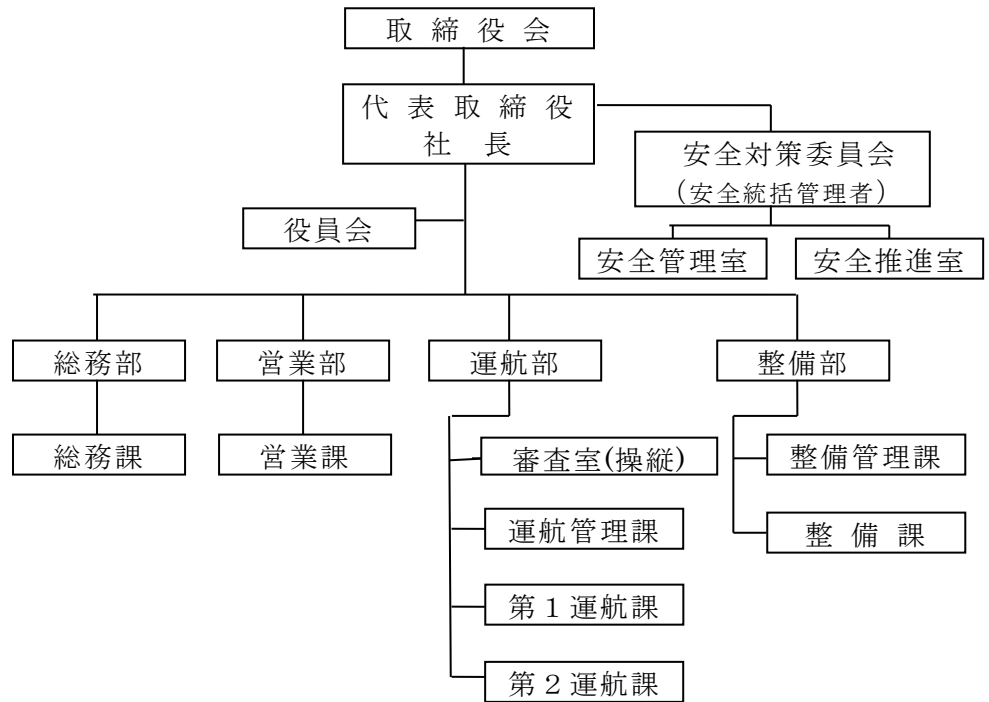 取締役会
代表取締役
社長
安全対策委員会
(安全統括管理者)
役員会
安全管理室
安全推進室
総務部
営業部
運航部
整備部
総務課
営業課
審査室(操縦)
整備管理課
運航管理課
整備課
第1運航課
第2運航課